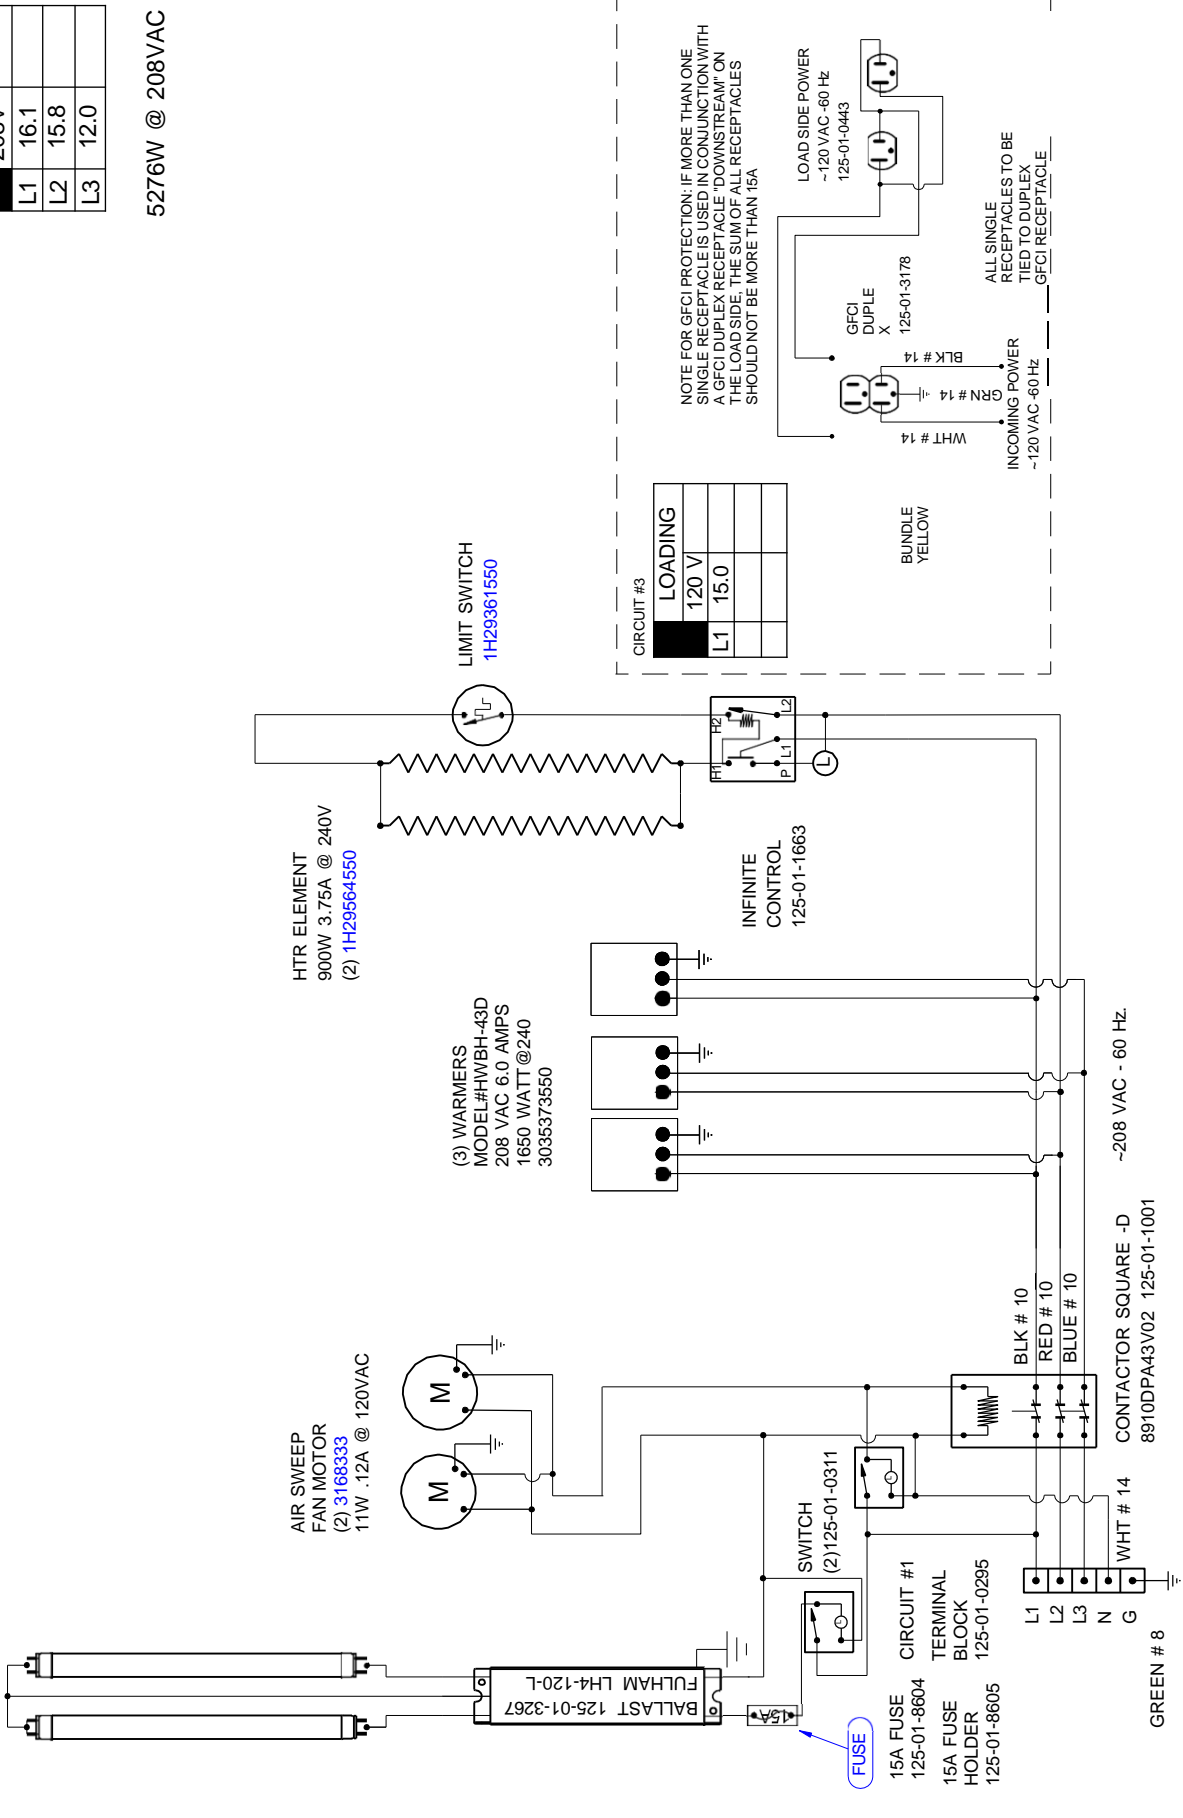 L1 16.1
L2 15.8
L3 12.0
5276W @ 208VAC
NOTE FOR GFCI PROTECTION: IF MORE THAN ONE
SINGLE RECEPTACLE IS USED IN CONJUNCTION WITH
A GFCI DUPLEX RECEPTACLE "DOWNSTREAM" ON
THE LOAD SIDE, THE SUM OF ALL RECEPTACLES
SHOULD NOT BE MORE THAN 15A
LOAD SIDE POWER
~120 VAC -60 Hz
125-01-0443
ALL SINGLE
RECEPTACLES TO BE
TIED TO DUPLEX
GFCI RECEPTACLE
GFCI
DUPLE
X
125-01-3178
BLK # 14
GRN # 14
WHT # 14
INCOMING POWER
~120 VAC -60 Hz
BUNDLE
YELLOW
CIRCUIT #3
LOADING
120 V
L1 15.0
LIMIT SWITCH
1H29361550
HTR ELEMENT
900W 3.75A @ 240V
(2) 1H29564550
H1
H2
P
L1
L2
L
INFINITE
CONTROL
125-01-1663
(3) WARMERS
MODEL#HWBH-43D
208 VAC 6.0 AMPS
1650 WATT @240
3035373550
~208 VAC - 60 Hz.
BLK # 10
RED # 10
BLUE # 10
CONTACTOR SQUARE -D
8910DPA43V02 125-01-1001
AIR SWEEP
FAN MOTOR
(2) 3168333
11W .12A @ 120VAC
M
M
SWITCH
(2)125-01-0311
L
L
WHT # 14
CIRCUIT #1
TERMINAL
BLOCK
125-01-0295
L1
L2
L3
N
G
GREEN # 8
BALLAST 125-01-3267
FULHAM LH4-120-L
15A
FUSE
15A FUSE
125-01-8604
15A FUSE
HOLDER
125-01-8605